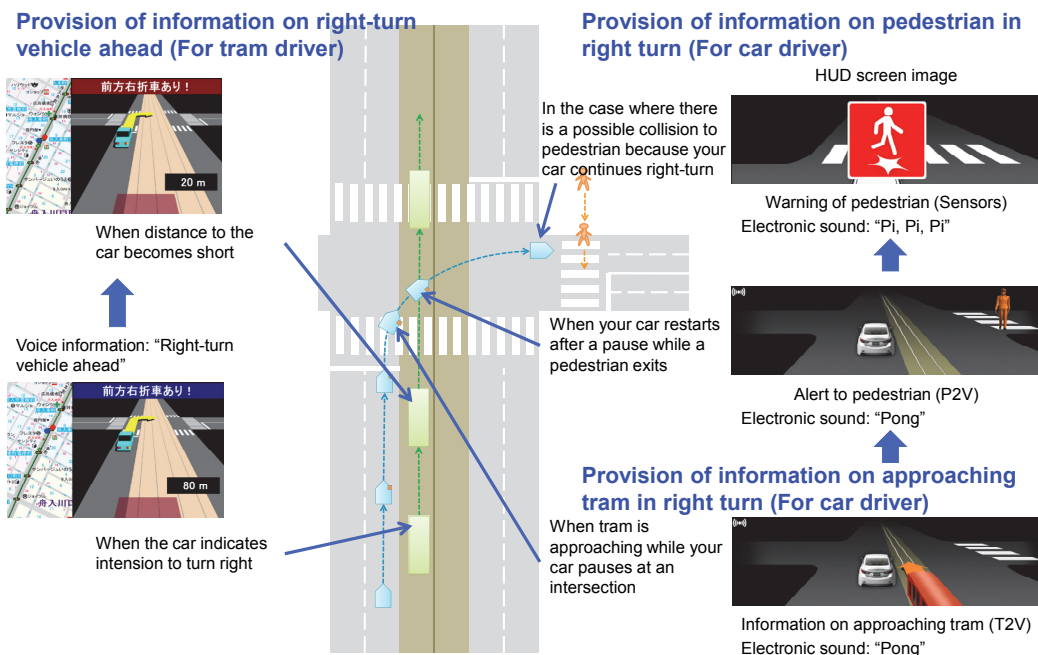 Provision of information on right-turn
vehicle ahead (For tram driver)
前方右折車あり！
20 m
When distance to the
car becomes short
Voice information: “Right-turn
vehicle ahead”
前方右折車あり！
80 m
舟入川口
When the car indicates
intension to turn right
In the case where there
is a possible collision to
pedestrian because your
car continues right-turn
When your car restarts
after a pause while a
pedestrian exits
When tram is
approaching while your
car pauses at an
intersection
Provision of information on pedestrian in
right turn (For car driver)
HUD screen image
Warning of pedestrian (Sensors)
Electronic sound: “Pi, Pi, Pi”
Alert to pedestrian (P2V)
Electronic sound: “Pong”
Provision of information on approaching
tram in right turn (For car driver)
Information on approaching tram (T2V)
Electronic sound: “Pong”